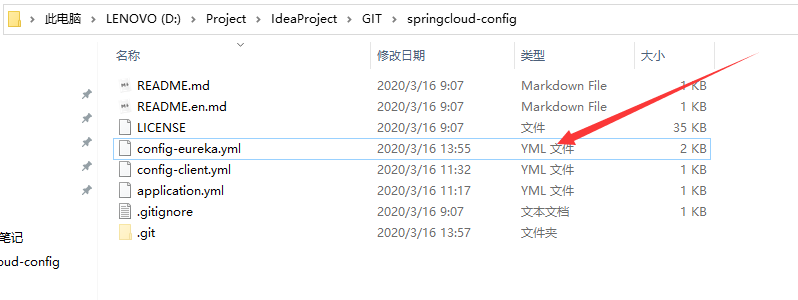 此电脑 > LENOVO (D:) > Project > IdeaProject > GIT > springcloud-config
名称 修改日期 类型 大小
README.md 2020/3/16 9:07 Markdown File 1 KB
README.en.md 2020/3/16 9:07 Markdown File 1 KB
LICENSE 2020/3/16 9:07 文件 35 KB
config-eureka.yml 2020/3/16 13:55 YML 文件 2 KB
config-client.yml 2020/3/16 11:32 YML 文件 1 KB
application.yml 2020/3/16 11:17 YML 文件 1 KB
.gitignore 2020/3/16 9:07 文本文档 1 KB
.git 2020/3/16 13:57 文件夹
笔记
oud-config